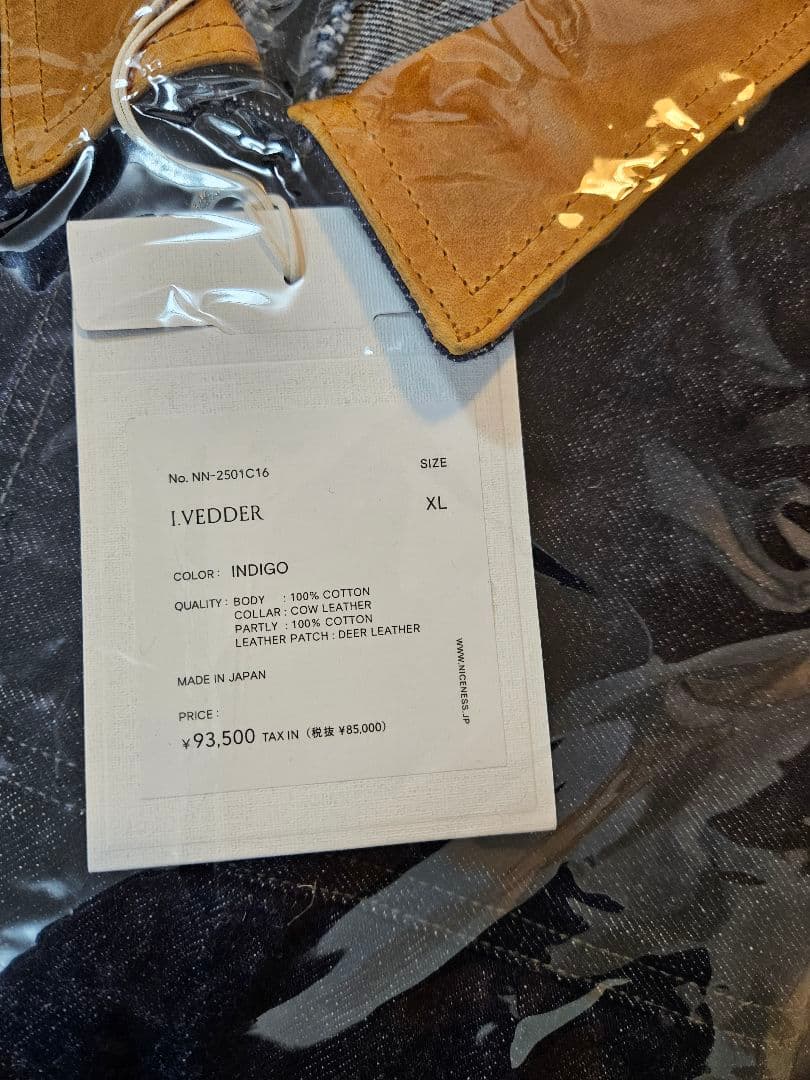 No. NN-2501C16
SIZE
I.VEDDER
XL
COLOR : INDIGO
QUALITY : BODY : 100% COTTON
COLLAR : COW LEATHER
PARTLY : 100% COTTON
LEATHER PATCH : DEER LEATHER
MADE IN JAPAN
PRICE :
¥93,500 TAX IN (税抜 ¥85,000)
WWW.NICENESS.JP